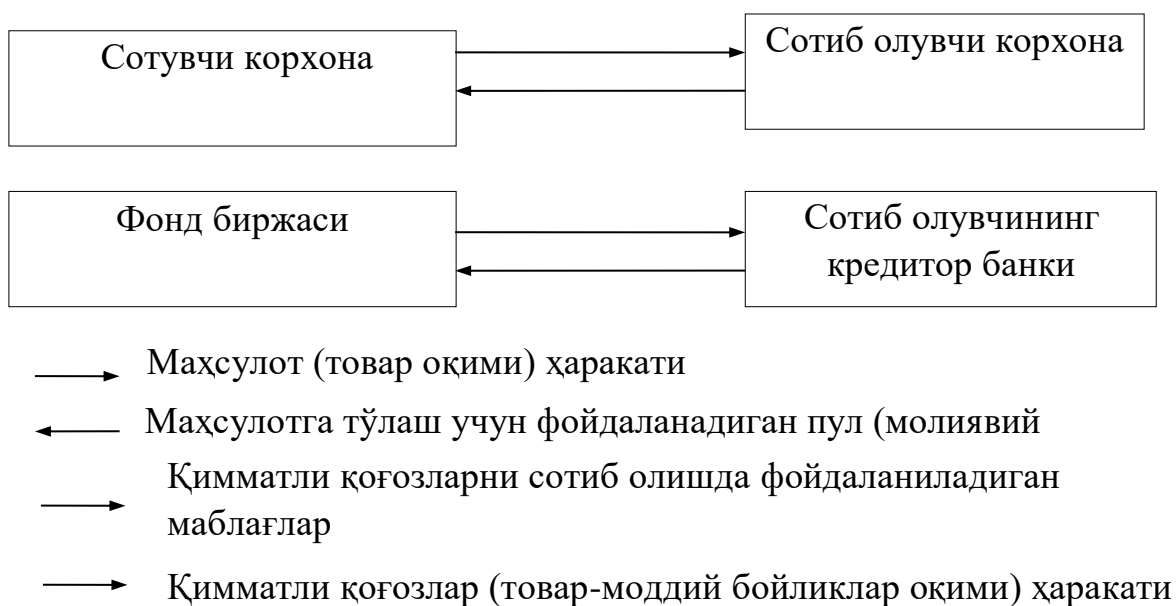 Сотувчи корхона
Сотиб олувчи корхона
Фонд биржаси
Сотиб олувчининг
кредитор банки
Маҳсулот (товар оқими) ҳаракати
Маҳсулотга тўлаш учун фойдаланадиган пул (молиявий
Қимматли қоғозларни сотиб олишда фойдаланиладиган
маблағлар
Қимматли қоғозлар (товар-моддий бойликлар оқими) ҳаракати